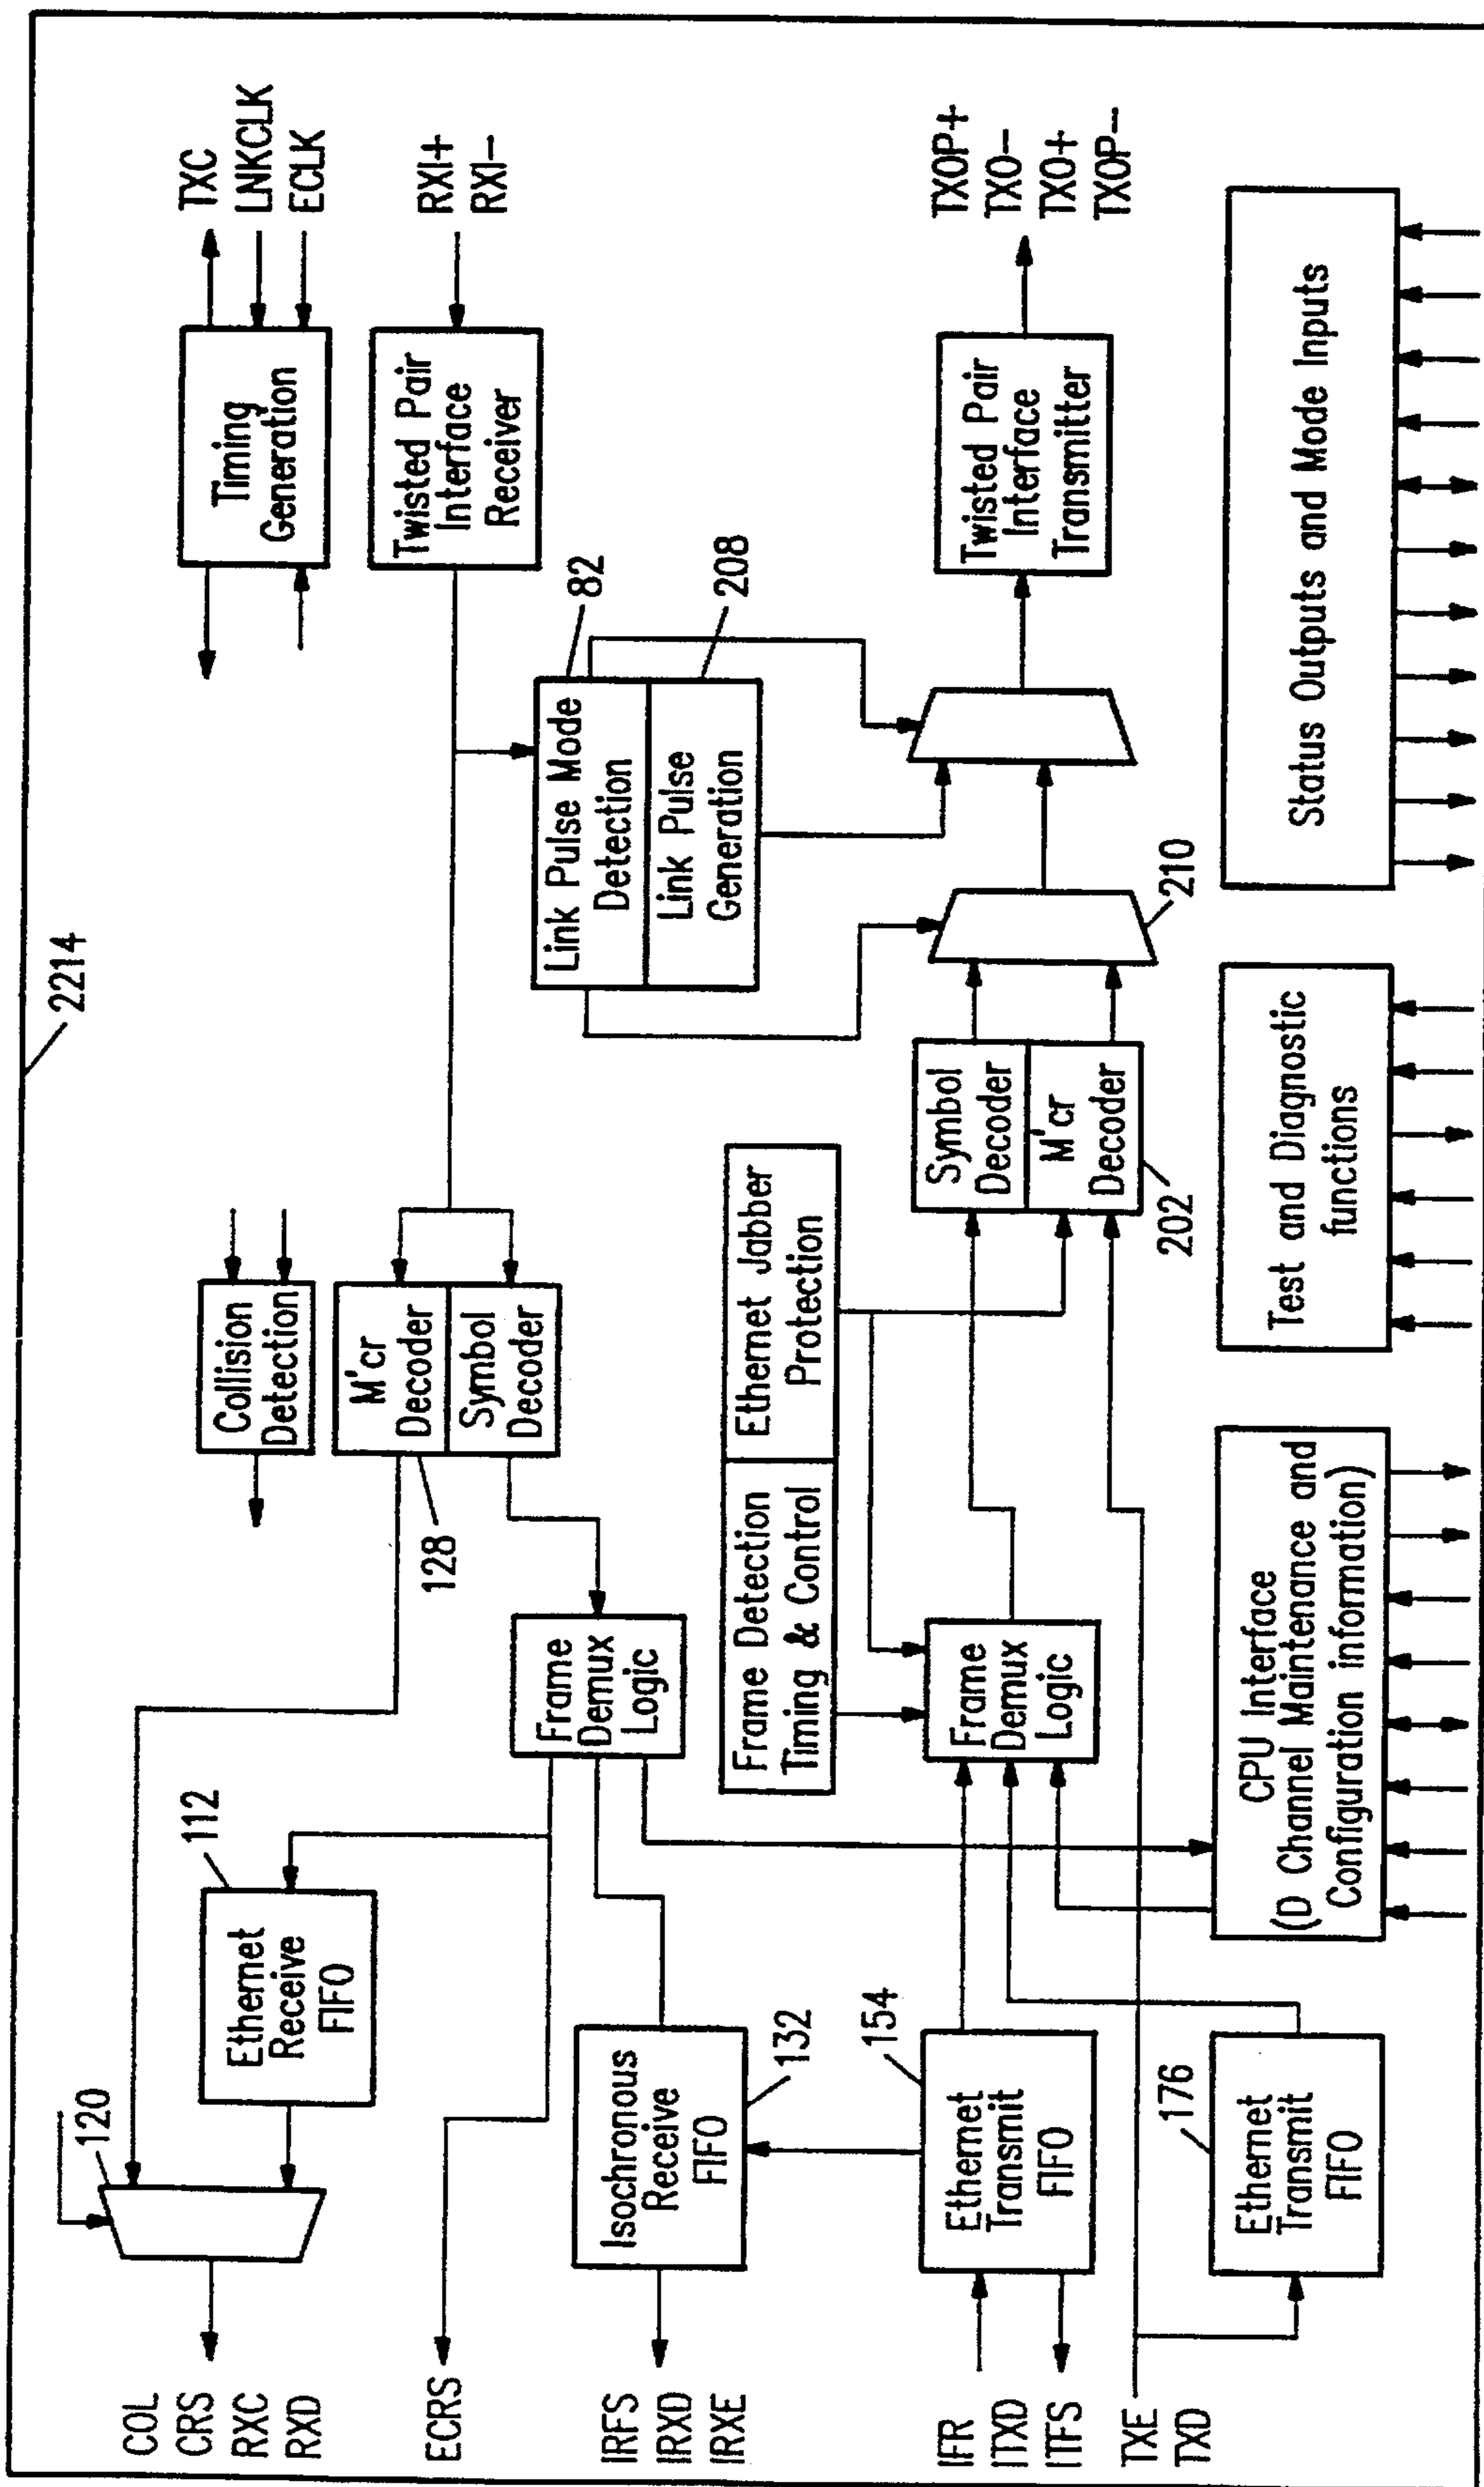 2214
COL
CRS
RXC
RXD
120
Ethernet
Receive
FIFO
112
Collision
Detection
M'cr
Decoder
Symbol
Decoder
128
Timing
Generation
TXC
LNKCLK
ECLK
Twisted Pair
Interface
Receiver
RXI+
RXI-
ECRS
IRFS
IRXD
IRXE
Isochronous
Receive
FIFO
132
Frame
Demux
Logic
Link Pulse Mode
Detection
82
Link Pulse
Generation
208
Frame Detection
Timing & Control
Ethernet Jabber
Protection
IFR
ITXD
ITFS
TXE
TXD
Ethernet
Transmit
FIFO
154
Frame
Demux
Logic
Symbol
Decoder
M'cr
Decoder
202
210
Twisted Pair
Interface
Transmitter
TXOP+
TXO-
TXO+
TXOP-
176
Ethernet
Transmit
FIFO
CPU Interface
(D Channel Maintenance and
Configuration information)
Test and Diagnostic
functions
Status Outputs and Mode Inputs